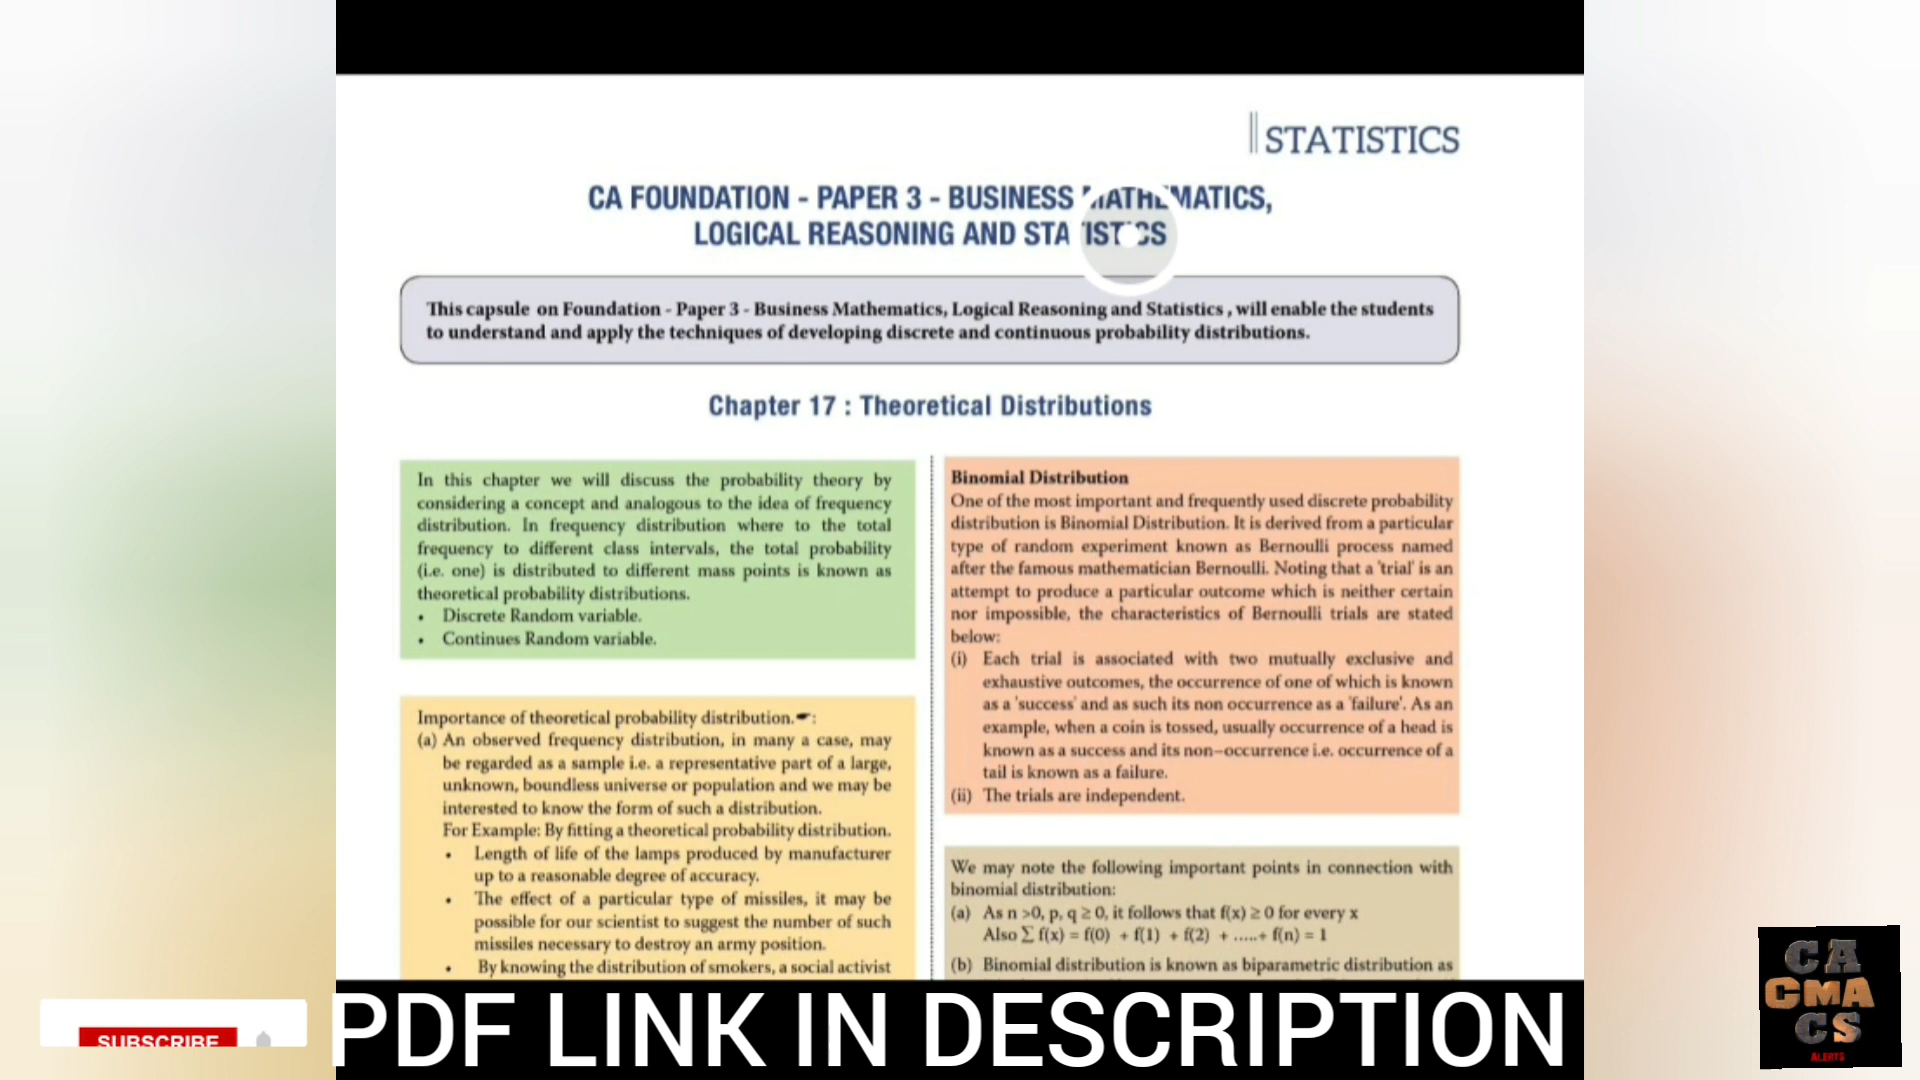 STATISTICS
CA FOUNDATION - PAPER 3 - BUSINESS MATHEMATICS,
LOGICAL REASONING AND STATISTICS
This capsule on Foundation - Paper 3 - Business Mathematics, Logical Reasoning and Statistics , will enable the students
to understand and apply the techniques of developing discrete and continuous probability distributions.
Chapter 17 : Theoretical Distributions
In this chapter we will discuss the probability theory by
considering a concept and analogous to the idea of frequency
distribution. In frequency distribution where to the total
frequency to different class intervals, the total probability
(i.e. one) is distributed to different mass points is known as
theoretical probability distributions.
• Discrete Random variable.
• Continues Random variable.
Importance of theoretical probability distribution.☛:
(a) An observed frequency distribution, in many a case, may
be regarded as a sample i.e. a representative part of a large,
unknown, boundless universe or population and we may be
interested to know the form of such a distribution.
For Example: By fitting a theoretical probability distribution.
• Length of life of the lamps produced by manufacturer
up to a reasonable degree of accuracy.
• The effect of a particular type of missiles, it may be
possible for our scientist to suggest the number of such
missiles necessary to destroy an army position.
• By knowing the distribution of smokers, a social activist
Binomial Distribution
One of the most important and frequently used discrete probability
distribution is Binomial Distribution. It is derived from a particular
type of random experiment known as Bernoulli process named
after the famous mathematician Bernoulli. Noting that a 'trial' is an
attempt to produce a particular outcome which is neither certain
nor impossible, the characteristics of Bernoulli trials are stated
below:
(i) Each trial is associated with two mutually exclusive and
exhaustive outcomes, the occurrence of one of which is known
as a 'success' and as such its non occurrence as a 'failure'. As an
example, when a coin is tossed, usually occurrence of a head is
known as a success and its non–occurrence i.e. occurrence of a
tail is known as a failure.
(ii) The trials are independent.
We may note the following important points in connection with
binomial distribution:
(a) As n >0, p, q ≥ 0, it follows that f(x) ≥ 0 for every x
Also ∑ f(x) = f(0) + f(1) + f(2) + .....+ f(n) = 1
(b) Binomial distribution is known as biparametric distribution as
SUBSCRIBE
PDF LINK IN DESCRIPTION
CA
CMA
CS
ALERTS